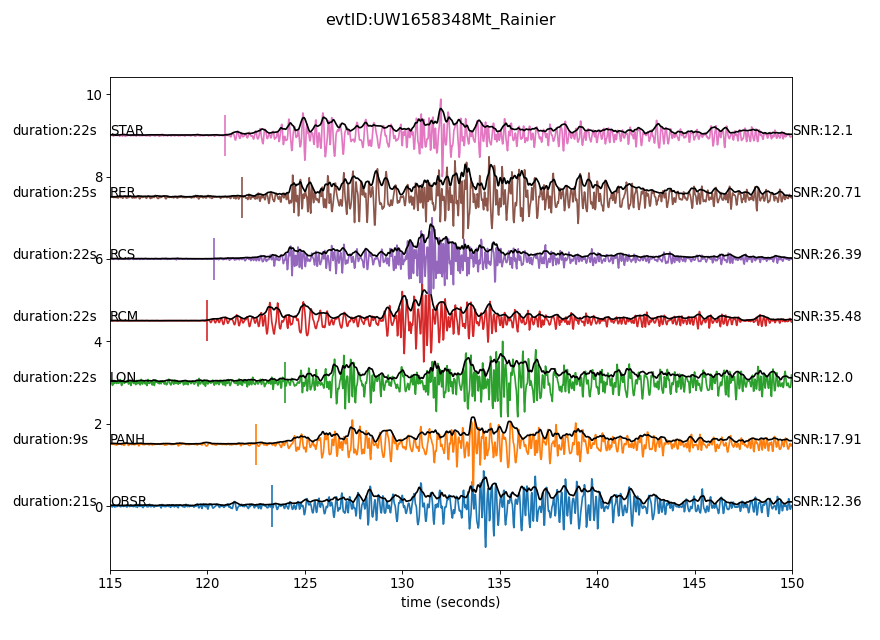 evtID:UW1658348Mt_Rainier
10
duration:22s STAR SNR:12.1
8
duration:25s RER SNR:20.71
duration:22s RCS SNR:26.39
6
duration:22s RCM SNR:35.48
4
duration:22s LON SNR:12.0
2
duration:9s PANH SNR:17.91
duration:21s OBSR SNR:12.36
0
115 120 125 130 135 140 145 150
time (seconds)